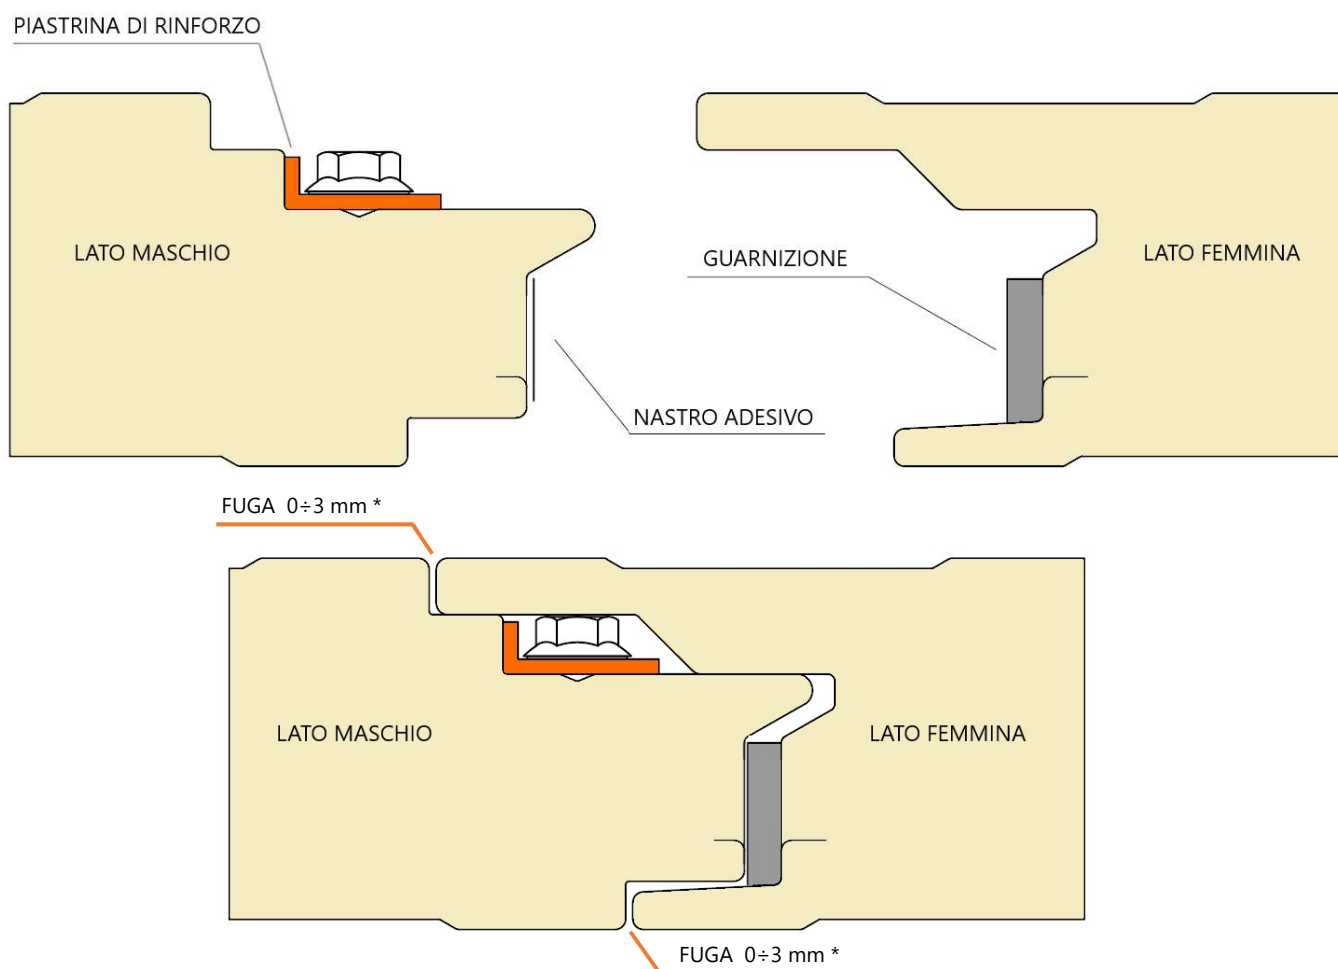 PIASTRINA DI RINFORZO
LATO MASCHIO
GUARNIZIONE
LATO FEMMINA
NASTRO ADESIVO
FUGA 0÷3 mm *
LATO MASCHIO
LATO FEMMINA
FUGA 0÷3 mm *